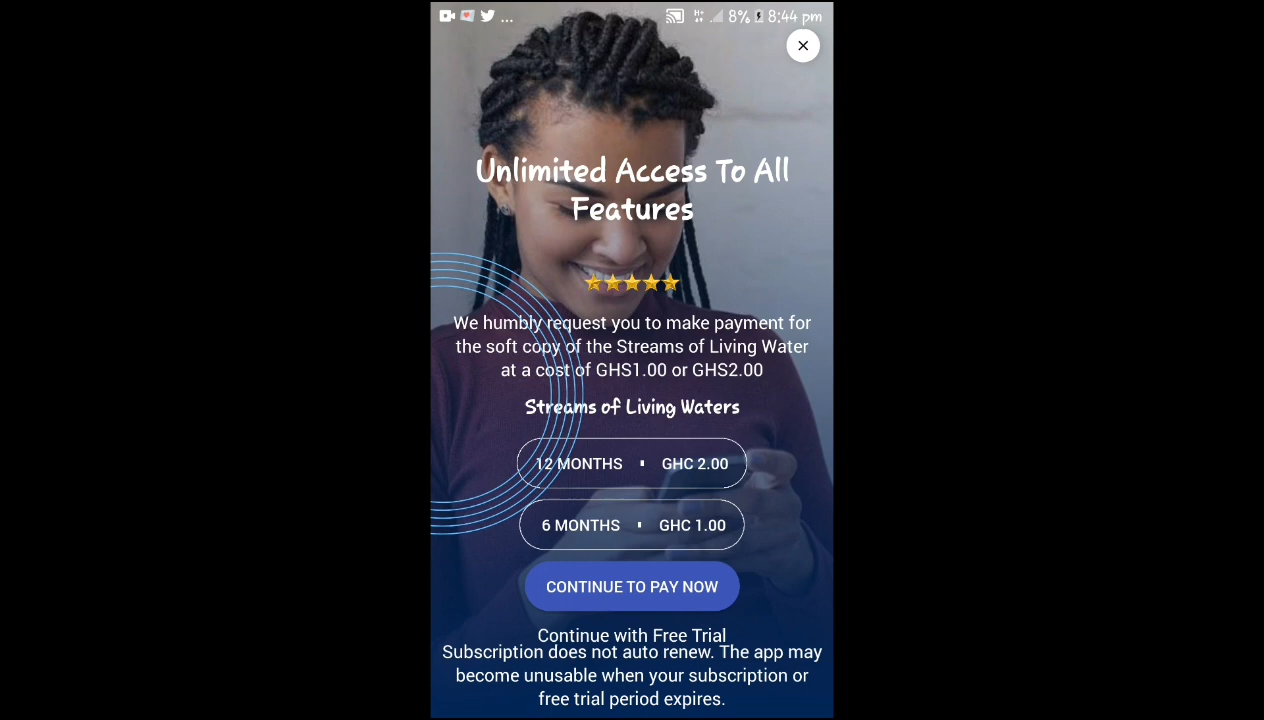 ... 8% 8:44 pm
Unlimited Access To All
Features
We humbly request you to make payment for
the soft copy of the Streams of Living Water
at a cost of GHS1.00 or GHS2.00
Streams of Living Waters
12 MONTHS GHC 2.00
6 MONTHS GHC 1.00
CONTINUE TO PAY NOW
Continue with Free Trial
Subscription does not auto renew. The app may
become unusable when your subscription or
free trial period expires.